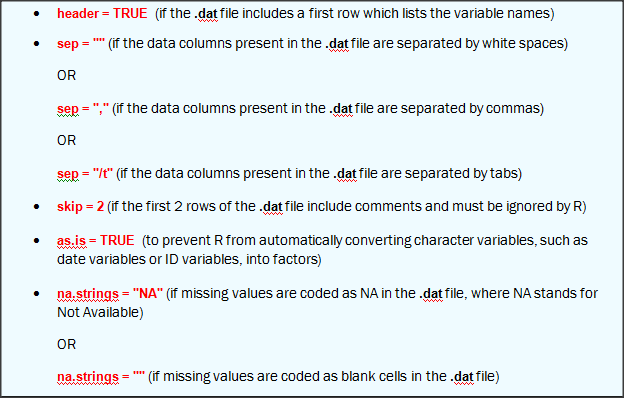 • header = TRUE (if the .dat file includes a first row which lists the variable names)
• sep = "" (if the data columns present in the .dat file are separated by white spaces)
OR
sep = "," (if the data columns present in the .dat file are separated by commas)
OR
sep = "/t" (if the data columns present in the .dat file are separated by tabs)
• skip = 2 (if the first 2 rows of the .dat file include comments and must be ignored by R)
• as.is = TRUE (to prevent R from automatically converting character variables, such as
date variables or ID variables, into factors)
• na.strings = "NA" (if missing values are coded as NA in the .dat file, where NA stands for
Not Available)
OR
na.strings = "" (if missing values are coded as blank cells in the .dat file)